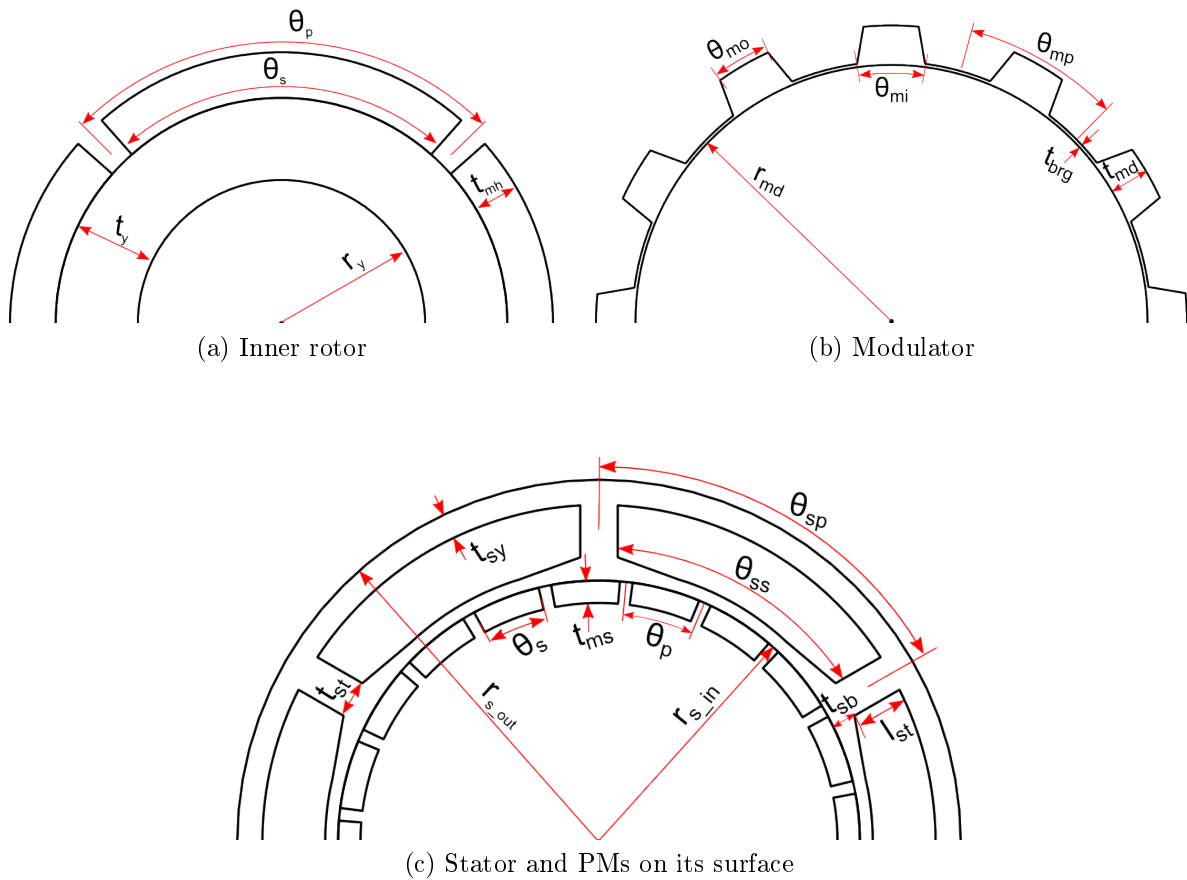 θp
θs
tmh
ty
ry
(a) Inner rotor
θmo
θmi
θmp
tbrg
tmd
rmd
(b) Modulator
θsp
θss
tsy
tst
θs
tms
θp
rs_out
rs_in
tsb
lst
(c) Stator and PMs on its surface